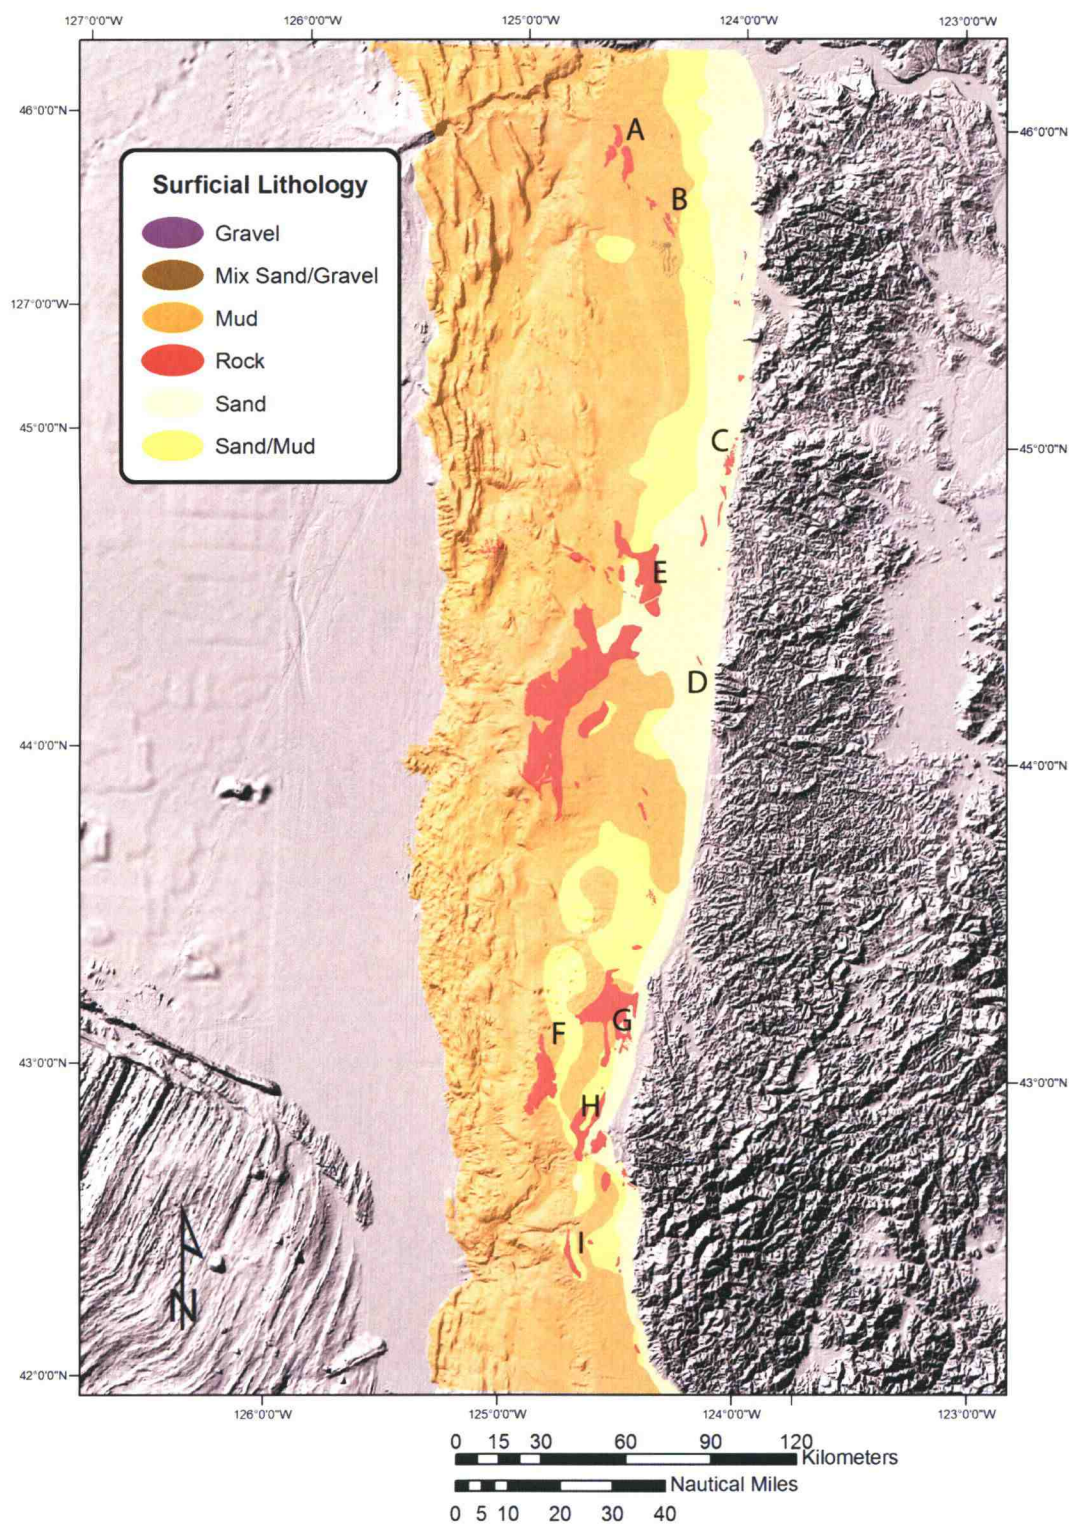 127°0'0"W 126°0'0"W 125°0'0"W 124°0'0"W 123°0'0"W
46°0'0"N
46°0'0"N
A
Surficial Lithology
B
Gravel
Mix Sand/Gravel
127°0'0"W
Mud
Rock
Sand
45°0'0"N
C
Sand/Mud
45°0'0"N
E
D
44°0'0"N
44°0'0"N
G
F
43°0'0"N
43°0'0"N
H
I
N
42°0'0"N
126°0'0"W 125°0'0"W 124°0'0"W 123°0'0"W
0 15 30 60 90 120
Kilometers
Nautical Miles
0 5 10 20 30 40